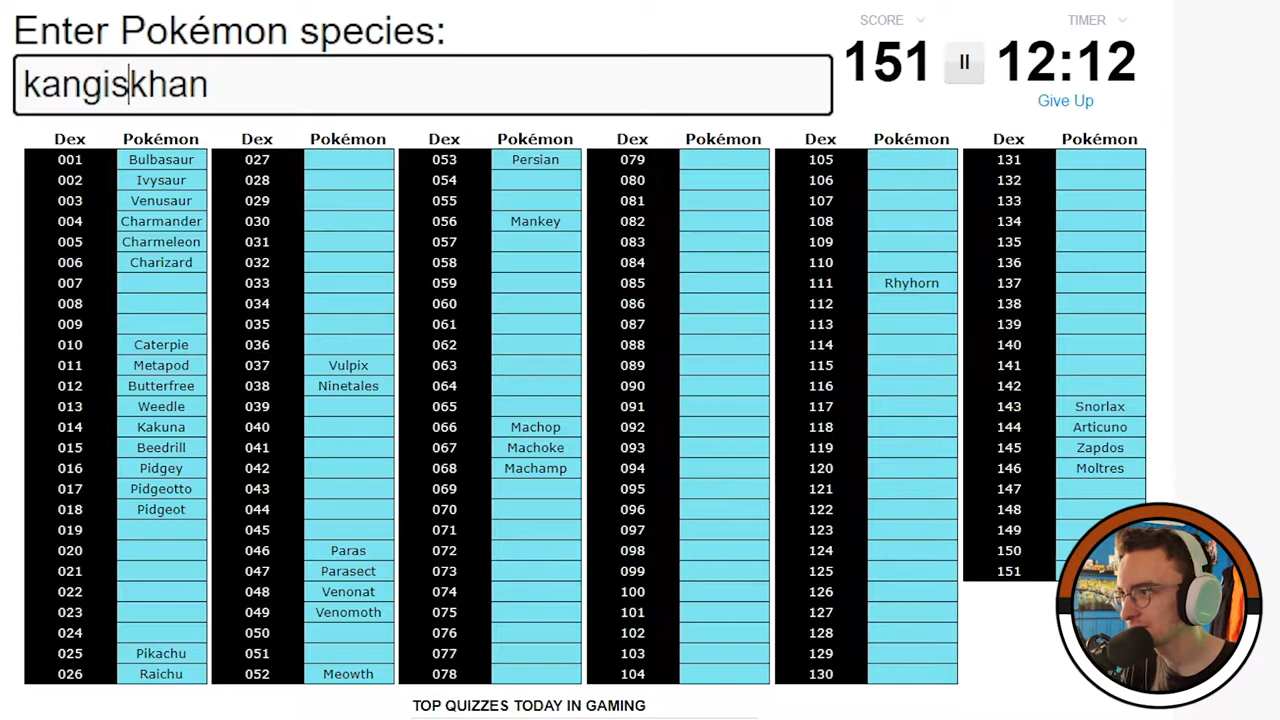 Enter Pokémon species:
SCORE
TIMER
kangiskhan
151
12:12
Give Up
Dex Pokémon Dex Pokémon Dex Pokémon Dex Pokémon Dex Pokémon Dex Pokémon
001 Bulbasaur 027 053 Persian 079 105 131
002 Ivysaur 028 054 080 106 132
003 Venusaur 029 055 081 107 133
004 Charmander 030 056 Mankey 082 108 134
005 Charmeleon 031 057 083 109 135
006 Charizard 032 058 084 110 136
007 033 059 085 111 Rhyhorn 137
008 034 060 086 112 138
009 035 061 087 113 139
010 Caterpie 036 062 088 114 140
011 Metapod 037 Vulpix 063 089 115 141
012 Butterfree 038 Ninetales 064 090 116 142
013 Weedle 039 065 091 117 143 Snorlax
014 Kakuna 040 066 Machop 092 118 144 Articuno
015 Beedrill 041 067 Machoke 093 119 145 Zapdos
016 Pidgey 042 068 Machamp 094 120 146 Moltres
017 Pidgeotto 043 069 095 121 147
018 Pidgeot 044 070 096 122 148
019 045 071 097 123 149
020 046 Paras 072 098 124 150
021 047 Parasect 073 099 125 151
022 048 Venonat 074 100 126
023 049 Venomoth 075 101 127
024 050 076 102 128
025 Pikachu 051 077 103 129
026 Raichu 052 Meowth 078 104 130
TOP QUIZZES TODAY IN GAMING